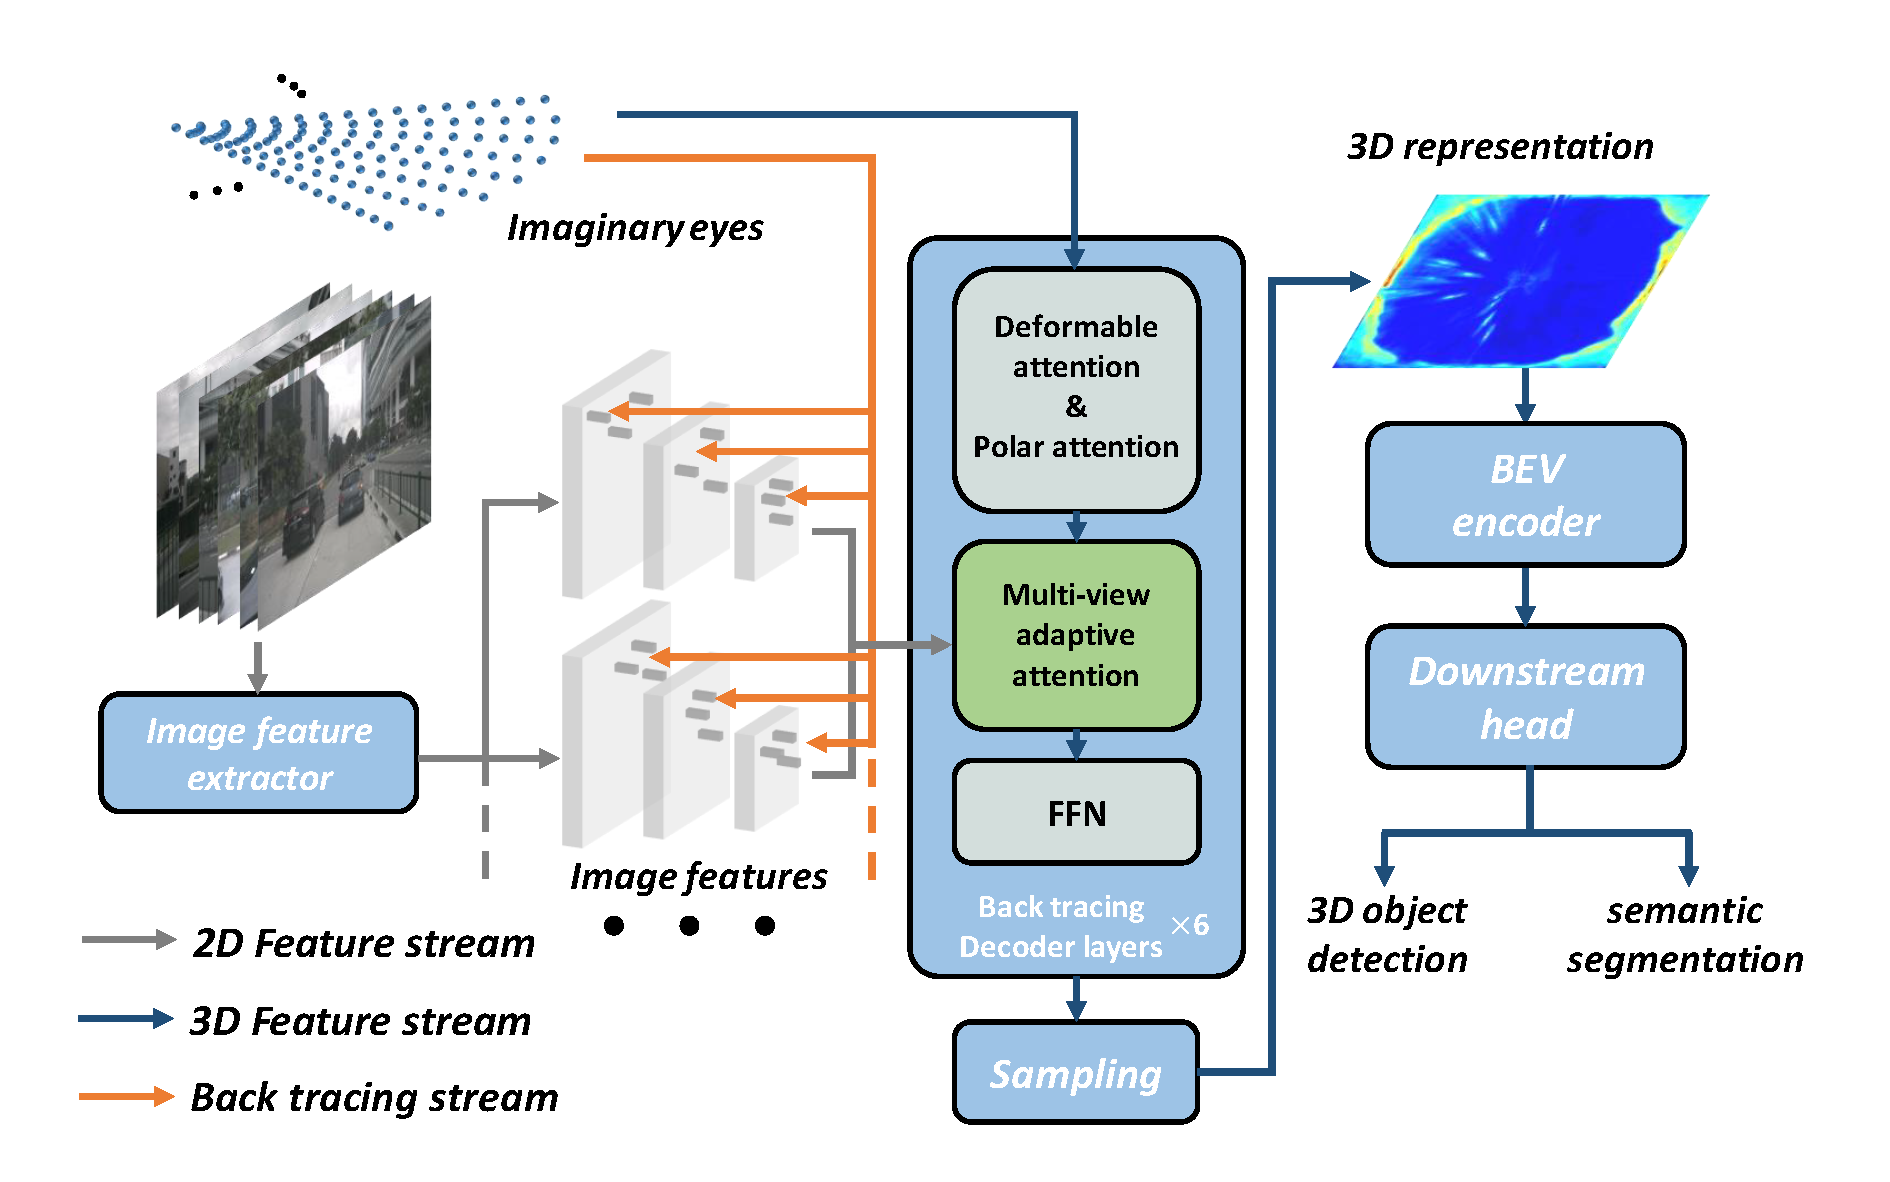 Imaginary eyes
Image feature
extractor
Image features
2D Feature stream
3D Feature stream
Back tracing stream
Deformable
attention
&
Polar attention
Multi-view
adaptive
attention
FFN
Back tracing
Decoder layers ×6
Sampling
3D representation
BEV
encoder
Downstream
head
3D object
detection
semantic
segmentation